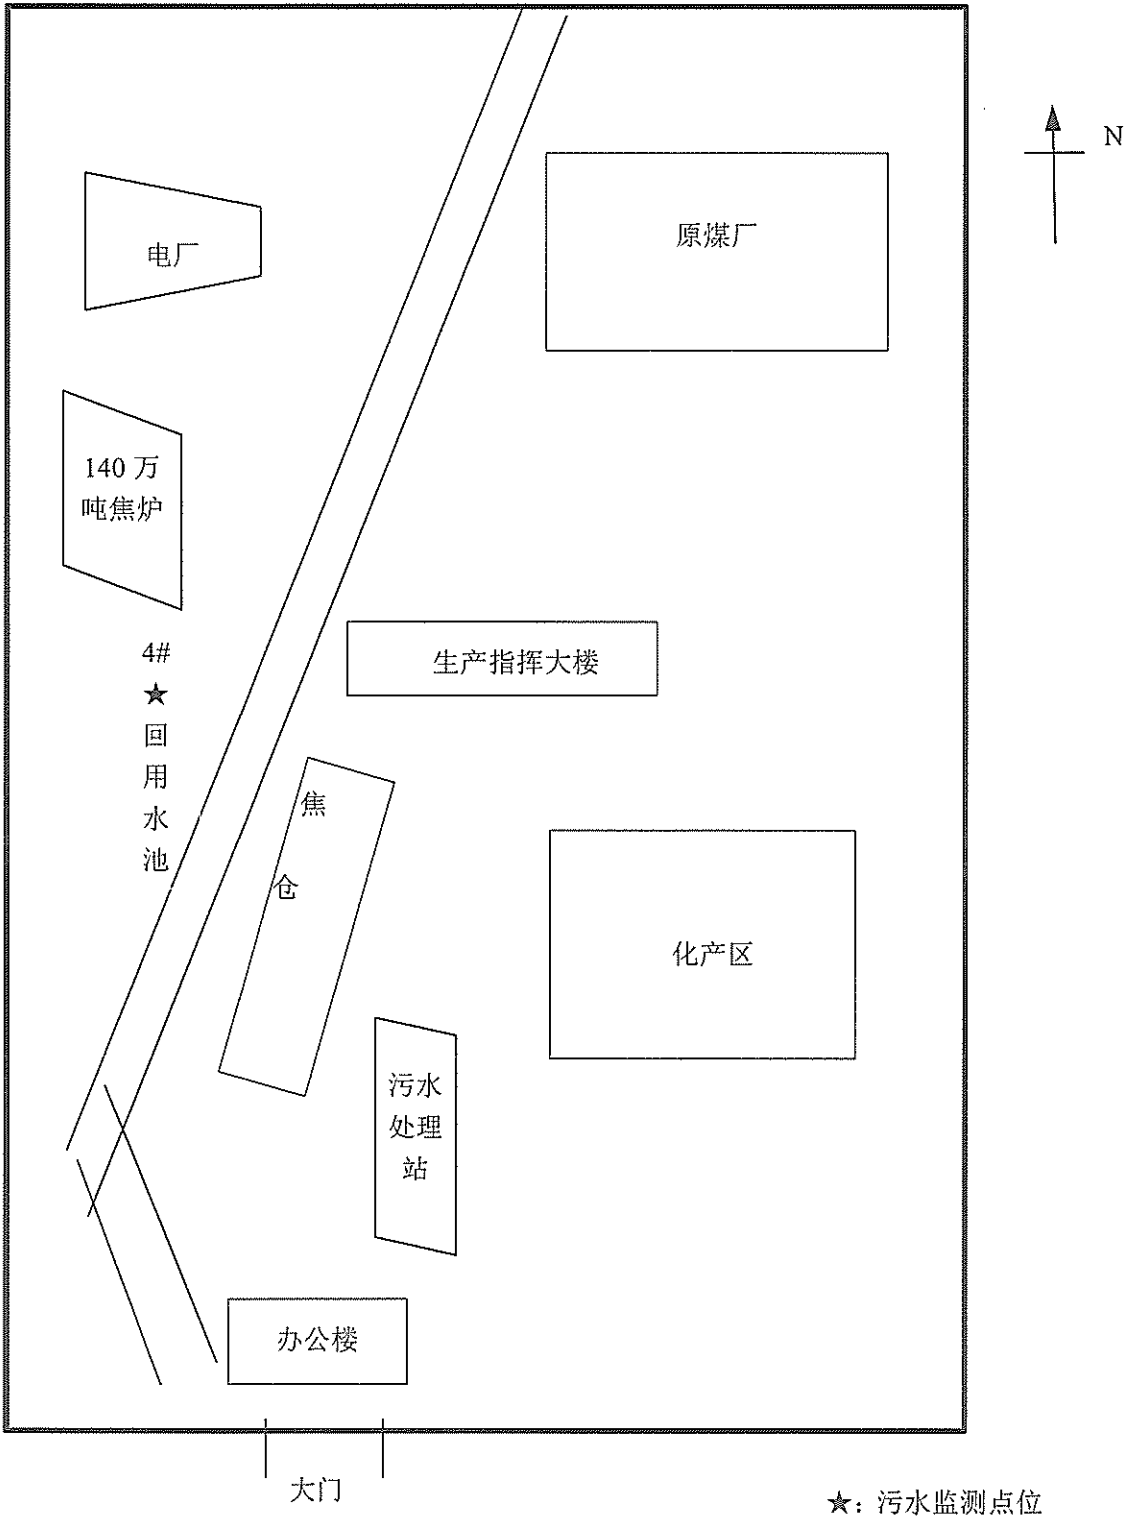 N
原煤厂
电厂
140 万
吨焦炉
4#
★
回
用
水
池
生产指挥大楼
焦
仓
化产区
污水
处理
站
办公楼
大门
★：污水监测点位